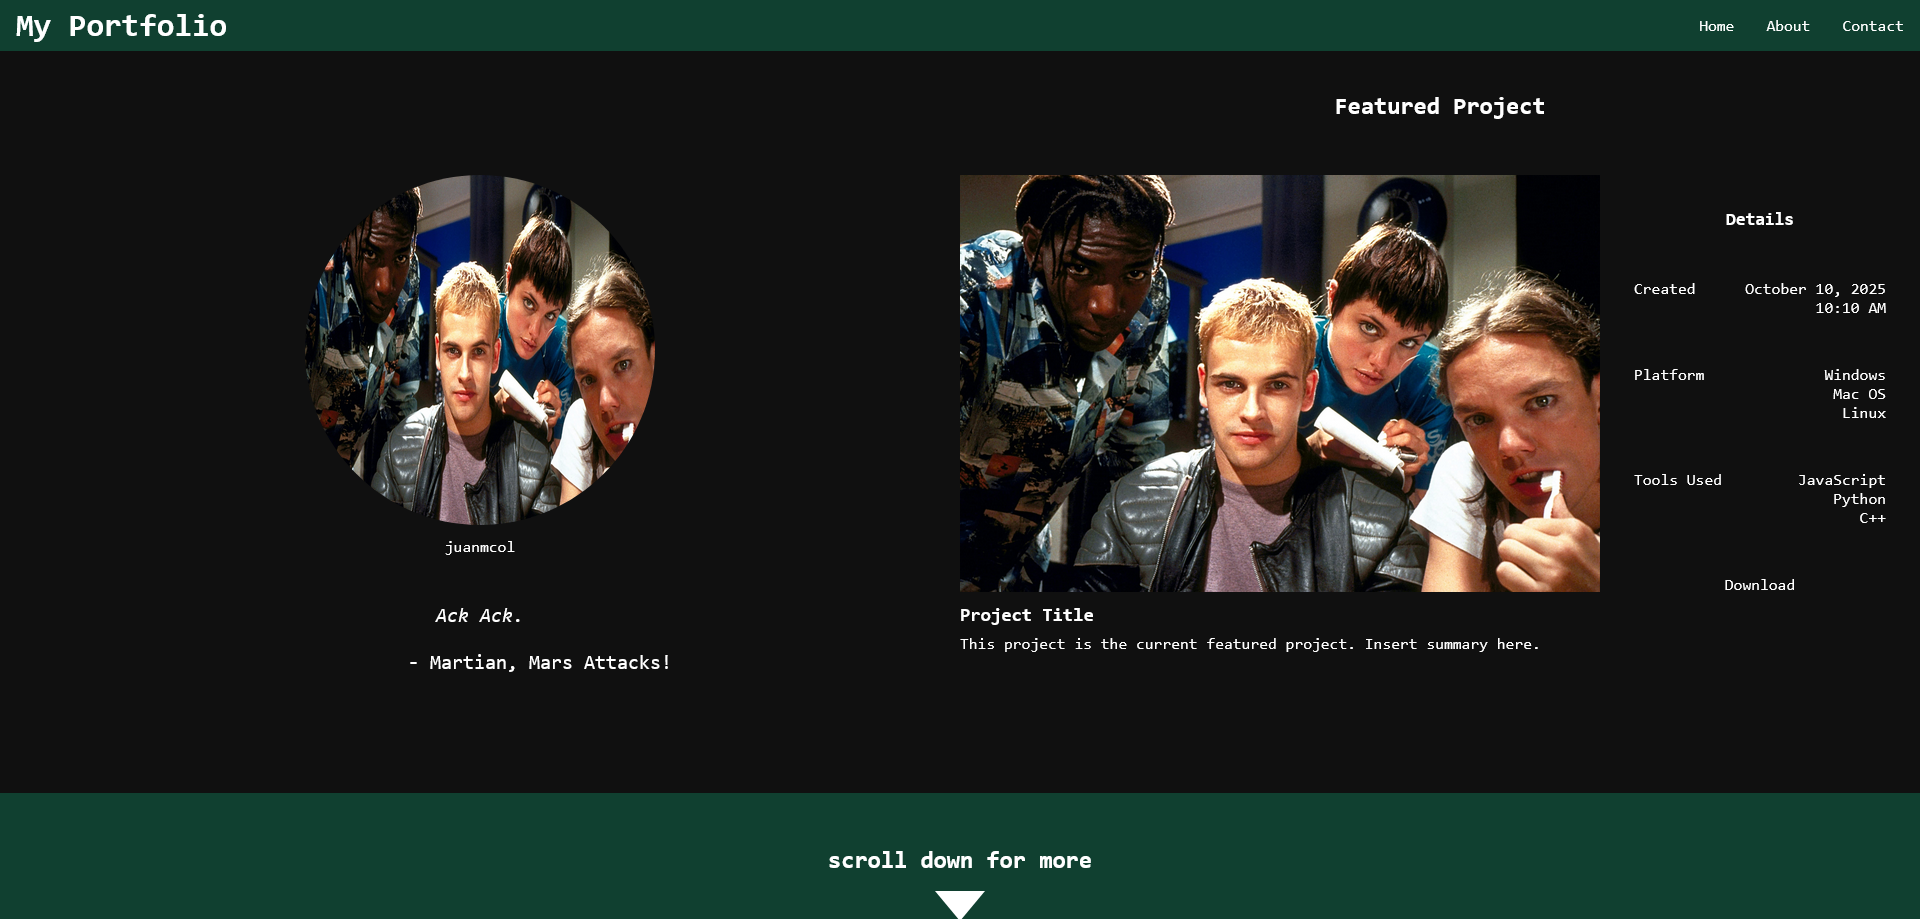 My Portfolio
Home
About
Contact
Featured Project
juanmcol
Ack Ack.
- Martian, Mars Attacks!
Project Title
This project is the current featured project. Insert summary here.
Details
Created
October 10, 2025
10:10 AM
Platform
Windows
Mac OS
Linux
Tools Used
JavaScript
Python
C++
Download
scroll down for more